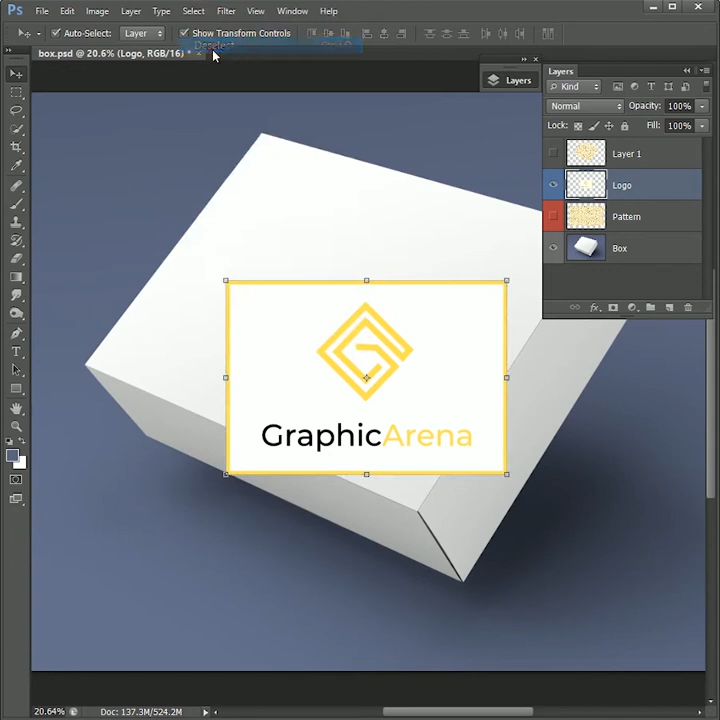 Ps File Edit Image Layer Type Select Filter View Window Help
Auto-Select: Layer Show Transform Controls
Deselect
box.psd @ 20.6% (Logo, RGB/16) *
Layers
Layers
Kind
Normal Opacity: 100%
Lock: Fill: 100%
Layer 1
Logo
Pattern
Box
GraphicArena
20.64% Doc: 137.3M/524.2M